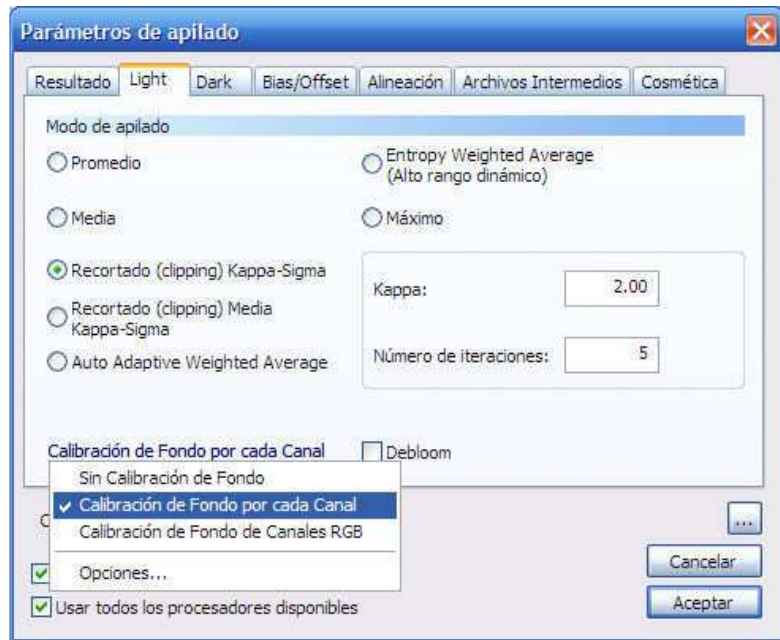 Parámetros de apilado
Resultado Light Dark Bias/Offset Alineación Archivos Intermedios Cosmética
Modo de apilado
Promedio
Entropy Weighted Average
(Alto rango dinámico)
Media
Máximo
Recortado (clipping) Kappa-Sigma
Recortado (clipping) Media
Kappa-Sigma
Auto Adaptive Weighted Average
Kappa: 2.00
Número de iteraciones: 5
Calibración de Fondo por cada Canal
Debloom
Sin Calibración de Fondo
Calibración de Fondo por cada Canal
Calibración de Fondo de Canales RGB
Opciones...
...
Cancelar
Usar todos los procesadores disponibles
Aceptar